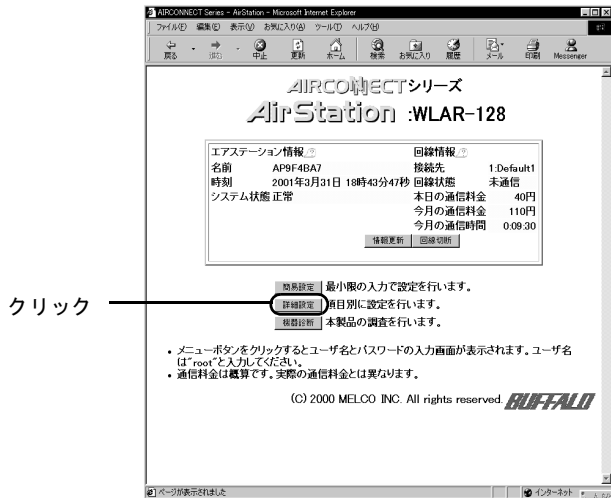 AIRCONNECT Series - AirStation - Microsoft Internet Explorer
ファイル(F) 編集(E) 表示(V) お気に入り(A) ツール(T) ヘルプ(H)
戻る 進む 中止 更新 ホーム 検索 お気に入り 履歴 メール 印刷 Messenger
AIRCONNECTシリーズ
AirStation :WLAR-128
エアステーション情報 ?
名前 AP9F4BA7
時刻 2001年3月31日 18時43分47秒
システム状態 正常
回線情報 ?
接続先 1:Default1
回線状態 未通信
本日の通信料金 40円
今月の通信料金 110円
今月の通信時間 0:09:30
情報更新 回線切断
簡易設定 最小限の入力で設定を行います。
クリック
詳細設定 項目別に設定を行います。
機器診断 本製品の調査を行います。
• メニューボタンをクリックするとユーザ名とパスワードの入力画面が表示されます。ユーザ名
は"root"と入力してください。
• 通信料金は概算です。実際の通信料金とは異なります。
(C) 2000 MELCO INC. All rights reserved. BUFFALO
ページが表示されました インターネット